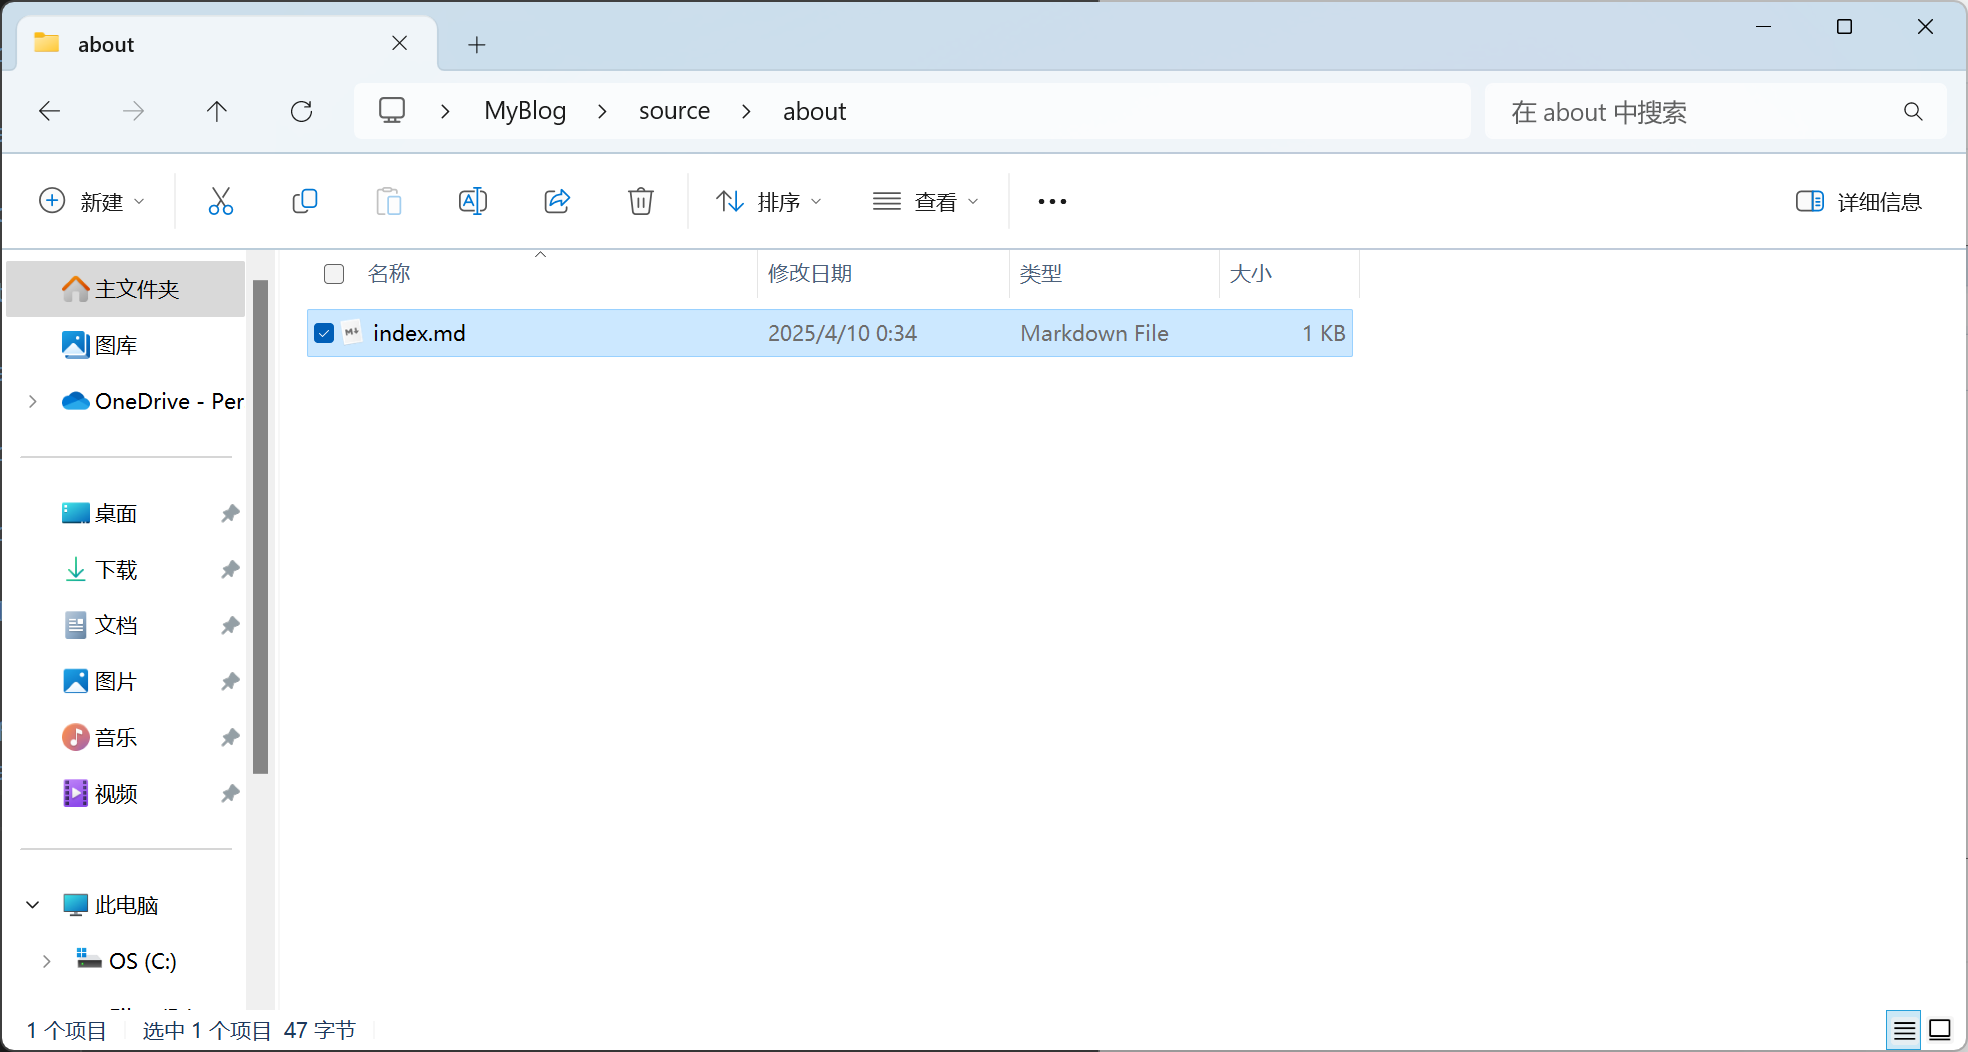 about
MyBlog source about
在 about 中搜索
新建 排序 查看 详细信息
主文件夹
图库
OneDrive - Per
桌面
下载
文档
图片
音乐
视频
此电脑
OS (C:)
名称 修改日期 类型 大小
index.md 2025/4/10 0:34 Markdown File 1 KB
1 个项目 选中 1 个项目 47 字节